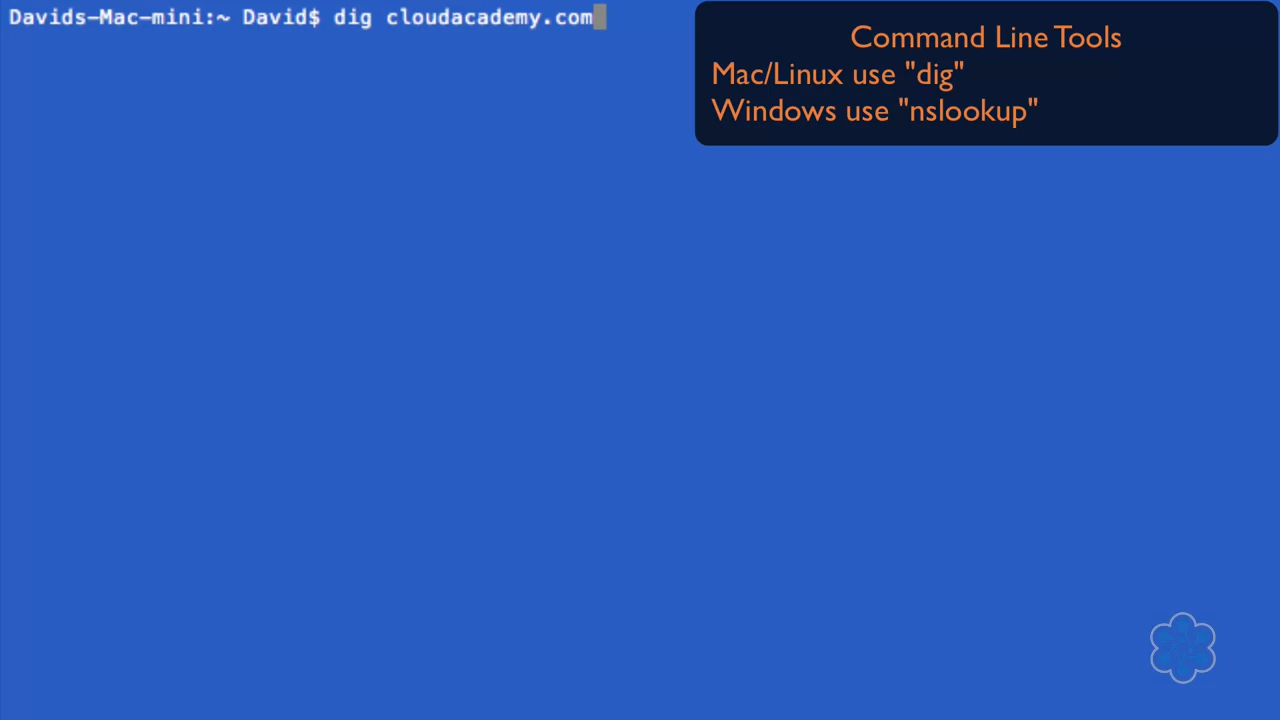 Davids-Mac-mini:~ David$ dig cloudacademy.com
Command Line Tools
Mac/Linux use "dig"
Windows use "nslookup"